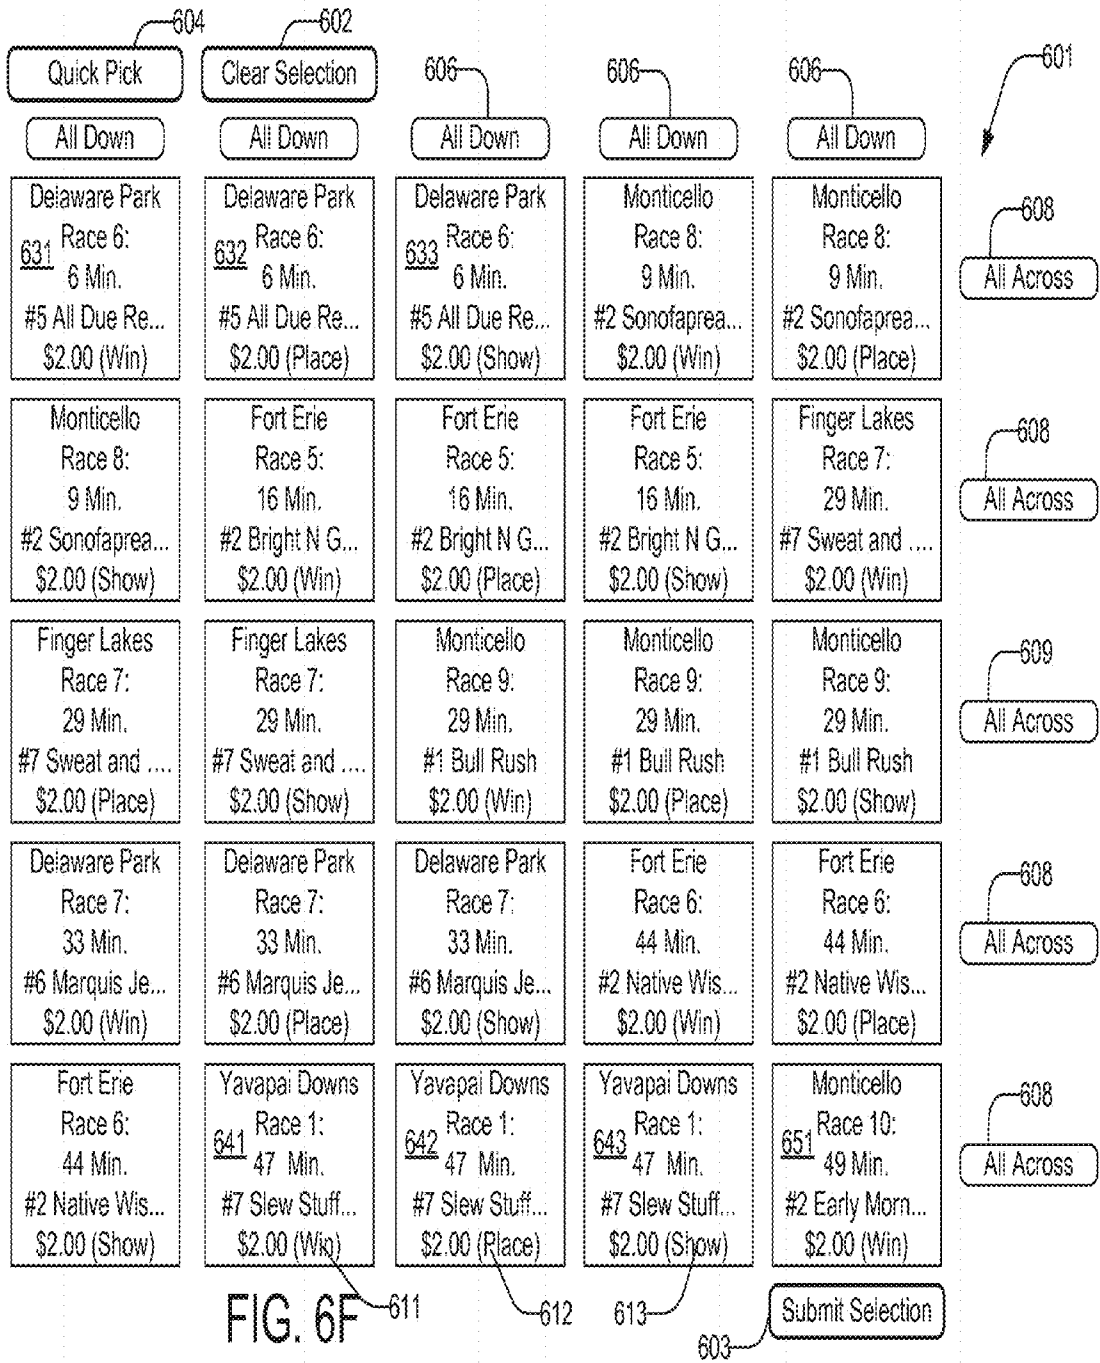 604 602
Quick Pick Clear Selection 606 606 606 601
All Down All Down All Down All Down All Down
Delaware Park Delaware Park Delaware Park Monticello Monticello 608
631 Race 6: 632 Race 6: 633 Race 6: Race 8: Race 8:
6 Min. 6 Min. 6 Min. 9 Min. 9 Min. All Across
#5 All Due Re... #5 All Due Re... #5 All Due Re... #2 Sonofaprea... #2 Sonofaprea...
$2.00 (Win) $2.00 (Place) $2.00 (Show) $2.00 (Win) $2.00 (Place)
Monticello Fort Erie Fort Erie Fort Erie Finger Lakes 608
Race 8: Race 5: Race 5: Race 5: Race 7:
9 Min. 16 Min. 16 Min. 16 Min. 29 Min. All Across
#2 Sonofaprea... #2 Bright N G... #2 Bright N G... #2 Bright N G... #7 Sweat and ....
$2.00 (Show) $2.00 (Win) $2.00 (Place) $2.00 (Show) $2.00 (Win)
Finger Lakes Finger Lakes Monticello Monticello Monticello 609
Race 7: Race 7: Race 9: Race 9: Race 9:
29 Min. 29 Min. 29 Min. 29 Min. 29 Min. All Across
#7 Sweat and .... #7 Sweat and .... #1 Bull Rush #1 Bull Rush #1 Bull Rush
$2.00 (Place) $2.00 (Show) $2.00 (Win) $2.00 (Place) $2.00 (Show)
Delaware Park Delaware Park Delaware Park Fort Erie Fort Erie 608
Race 7: Race 7: Race 7: Race 6: Race 6:
33 Min. 33 Min. 33 Min. 44 Min. 44 Min. All Across
#6 Marquis Je... #6 Marquis Je... #6 Marquis Je... #2 Native Wis... #2 Native Wis...
$2.00 (Win) $2.00 (Place) $2.00 (Show) $2.00 (Win) $2.00 (Place)
Fort Erie Yavapai Downs Yavapai Downs Yavapai Downs Monticello 608
Race 6: 641 Race 1: 642 Race 1: 643 Race 1: 651 Race 10:
44 Min. 47 Min. 47 Min. 47 Min. 49 Min. All Across
#2 Native Wis... #7 Slew Stuff... #7 Slew Stuff... #7 Slew Stuff... #2 Early Morn...
$2.00 (Show) $2.00 (Win) $2.00 (Place) $2.00 (Show) $2.00 (Win)
FIG. 6F 611 612 613 Submit Selection
603